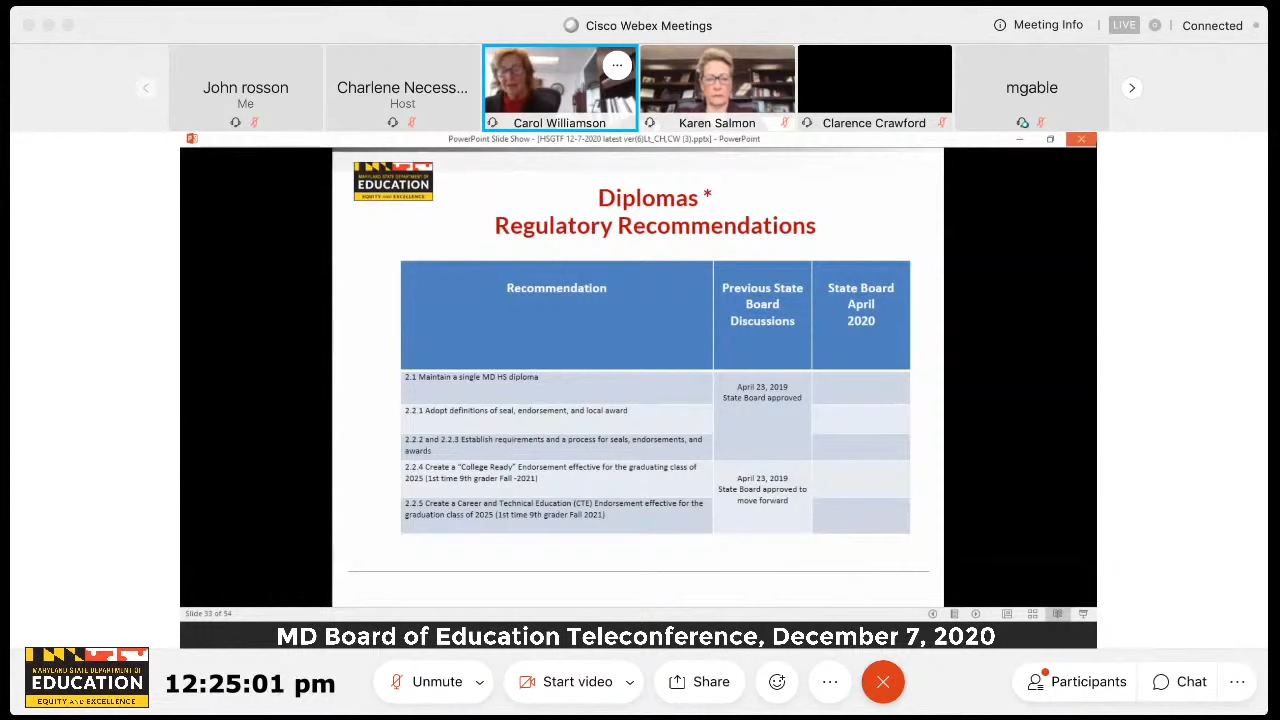 Cisco Webex Meetings
Meeting Info
LIVE
Connected
John rosson
Me
Charlene Necess...
Host
Carol Williamson
Karen Salmon
Clarence Crawford
mgable
PowerPoint Slide Show - [HSGTF 12-7-2020 latest ver(6)Lt_CH,CW (3).pptx] - PowerPoint
MARYLAND STATE DEPARTMENT OF
EDUCATION
EQUITY AND EXCELLENCE
Diplomas *
Regulatory Recommendations
Recommendation
Previous State
Board
Discussions
State Board
April
2020
2.1 Maintain a single MD HS diploma
April 23, 2019
State Board approved
2.2.1 Adopt definitions of seal, endorsement, and local award
2.2.2 and 2.2.3 Establish requirements and a process for seals, endorsements, and
awards
2.2.4 Create a "College Ready" Endorsement effective for the graduating class of
2025 (1st time 9th grader Fall -2021)
April 23, 2019
State Board approved to
move forward
2.2.5 Create a Career and Technical Education (CTE) Endorsement effective for the
graduation class of 2025 (1st time 9th grader Fall 2021)
Slide 33 of 54
MD Board of Education Teleconference, December 7, 2020
MARYLAND STATE DEPARTMENT OF
EDUCATION
EQUITY AND EXCELLENCE
12:25:01 pm
Unmute
Start video
Share
Participants
Chat